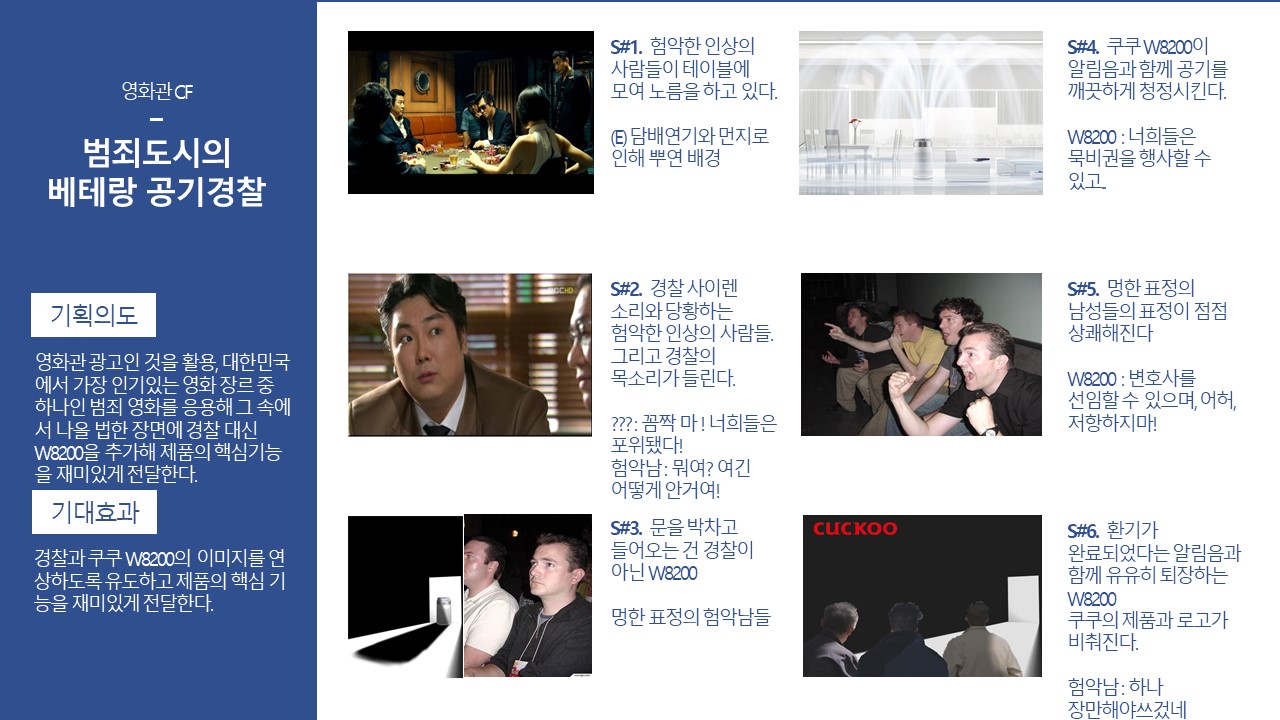 영화관 CF
범죄도시의
베테랑 공기경찰
기획의도
영화관 광고인 것을 활용, 대한민국
에서 가장 인기있는 영화 장르 중
하나인 범죄 영화를 응용해 그 속에
서 나올 법한 장면에 경찰 대신
W8200을 추가해 제품의 핵심기능
을 재미있게 전달한다.
기대효과
경찰과 쿠쿠 W8200의 이미지를 연
상하도록 유도하고 제품의 핵심 기
능을 재미있게 전달한다.
S#1. 험악한 인상의
사람들이 테이블에
모여 노름을 하고 있다.
(E) 담배연기와 먼지로
인해 뿌연 배경
S#2. 경찰 사이렌
소리와 당황하는
험악한 인상의 사람들.
그리고 경찰의
목소리가 들린다.
??? : 꼼짝 마 ! 너희들은
포위됐다!
험악남 : 뭐여? 여긴
어떻게 안거여!
S#3. 문을 박차고
들어오는 건 경찰이
아닌 W8200
멍한 표정의 험악남들
S#4. 쿠쿠 W8200이
알림음과 함께 공기를
깨끗하게 청정시킨다.
W8200 : 너희들은
묵비권을 행사할 수
있고..
S#5. 멍한 표정의
남성들의 표정이 점점
상쾌해진다
W8200 : 변호사를
선임할 수 있으며, 어허,
저항하지마!
CUCKOO
S#6. 환기가
완료되었다는 알림음과
함께 유유히 퇴장하는
W8200
쿠쿠의 제품과 로고가
비춰진다.
험악남 : 하나
장만해야쓰겄네